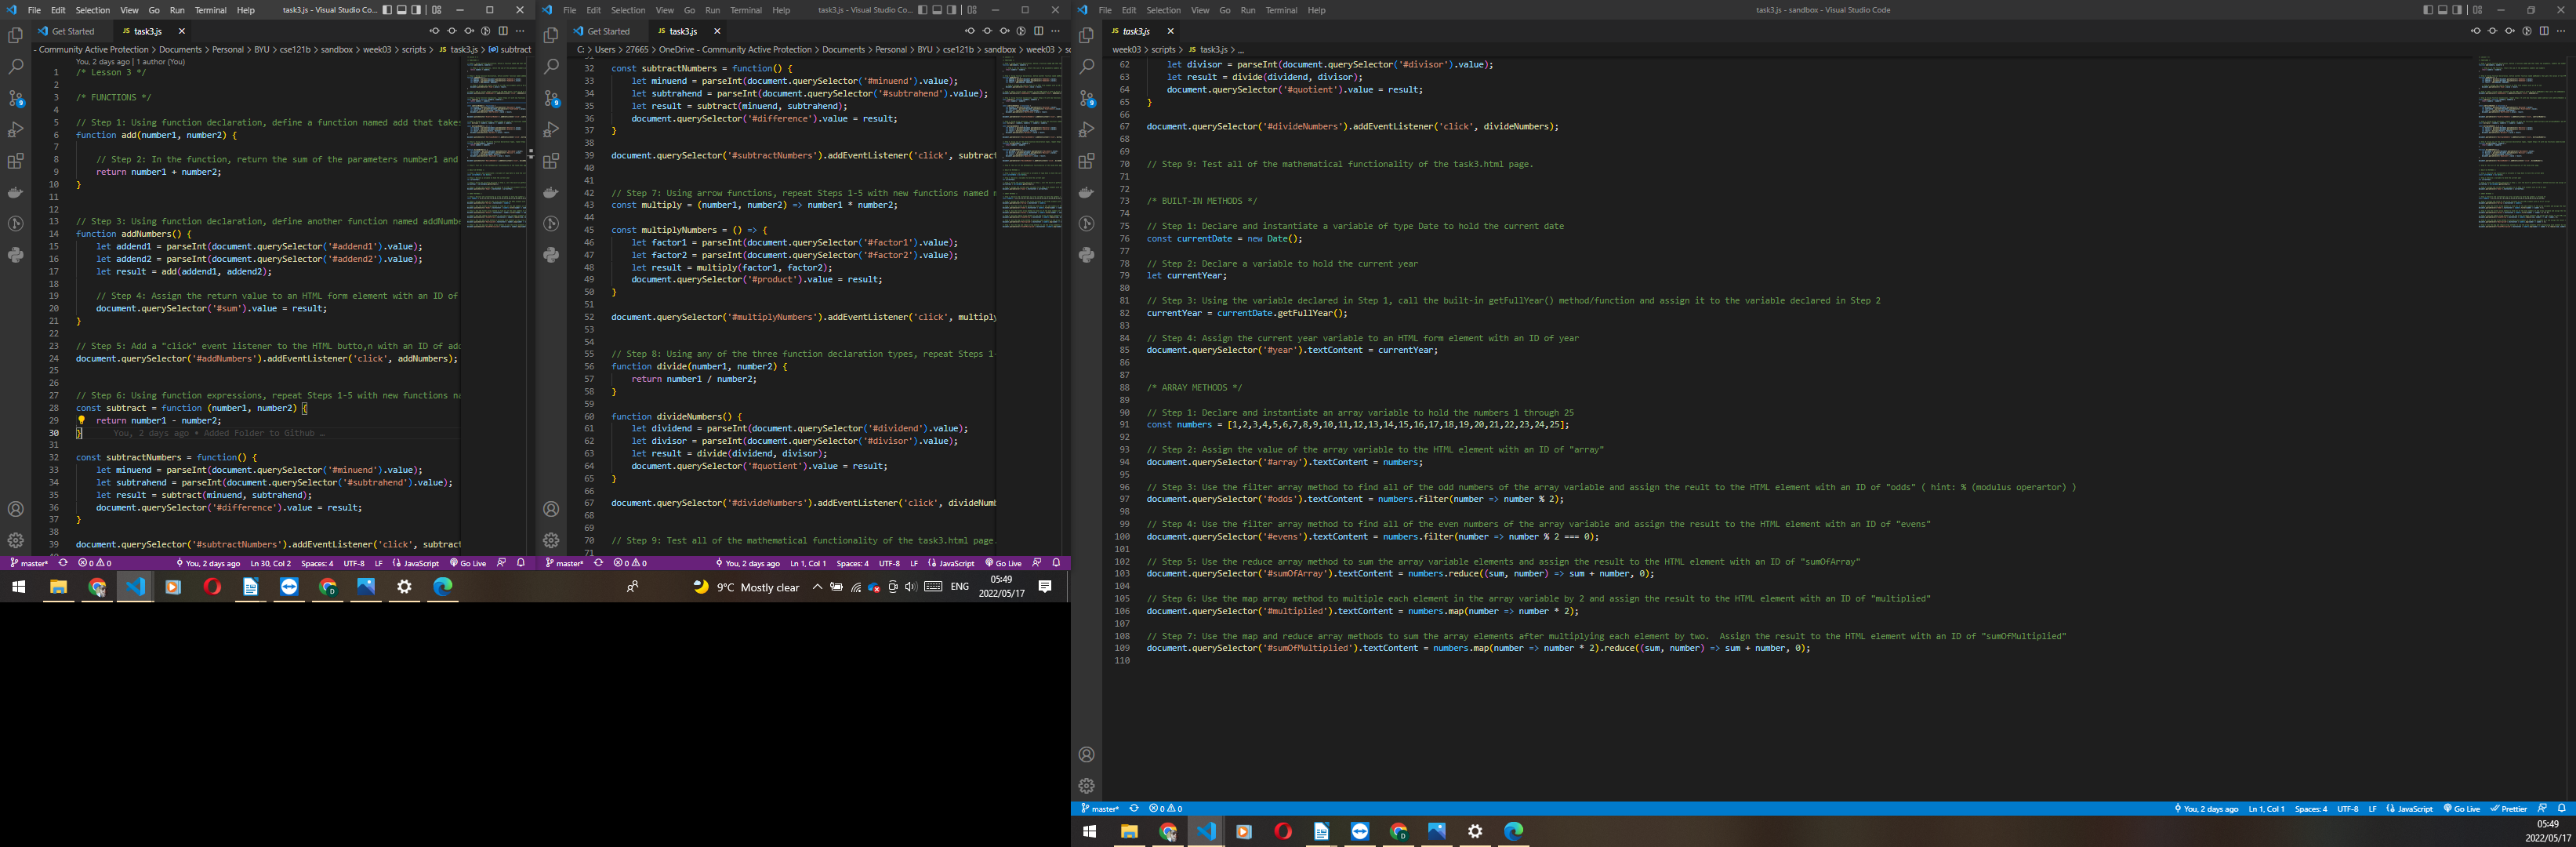 File Edit Selection View Go Run Terminal Help task3.js - Visual Studio Co...
Get Started JS task3.js
- Community Active Protection > Documents > Personal > BYU > cse121b > sandbox > week03 > scripts > JS task3.js > subtract
You, 2 days ago | 1 author (You)
1 /* Lesson 3 */
2
3 /* FUNCTIONS */
4
5 // Step 1: Using function declaration, define a function named add that takes
6 function add(number1, number2) {
7
8 // Step 2: In the function, return the sum of the parameters number1 and
9 return number1 + number2;
10 }
11
12
13 // Step 3: Using function declaration, define another function named addNumbe
14 function addNumbers() {
15 let addend1 = parseInt(document.querySelector('#addend1').value);
16 let addend2 = parseInt(document.querySelector('#addend2').value);
17 let result = add(addend1, addend2);
18
19 // Step 4: Assign the return value to an HTML form element with an ID of
20 document.querySelector('#sum').value = result;
21 }
22
23 // Step 5: Add a "click" event listener to the HTML butto,n with an ID of add
24 document.querySelector('#addNumbers').addEventListener('click', addNumbers);
25
26
27 // Step 6: Using function expressions, repeat Steps 1-5 with new functions na
28 const subtract = function (number1, number2) {
29 return number1 - number2;
30 } You, 2 days ago • Added Folder to Github …
31
32 const subtractNumbers = function() {
33 let minuend = parseInt(document.querySelector('#minuend').value);
34 let subtrahend = parseInt(document.querySelector('#subtrahend').value);
35 let result = subtract(minuend, subtrahend);
36 document.querySelector('#difference').value = result;
37 }
38
39 document.querySelector('#subtractNumbers').addEventListener('click', subtract
master* 0 0 You, 2 days ago Ln 30, Col 2 Spaces: 4 UTF-8 LF JavaScript Go Live
File Edit Selection View Go Run Terminal Help task3.js - Visual Studio Co...
Get Started JS task3.js
C: > Users > 27665 > OneDrive - Community Active Protection > Documents > Personal > BYU > cse121b > sandbox > week03 > sc
32 const subtractNumbers = function() {
33 let minuend = parseInt(document.querySelector('#minuend').value);
34 let subtrahend = parseInt(document.querySelector('#subtrahend').value);
35 let result = subtract(minuend, subtrahend);
36 document.querySelector('#difference').value = result;
37 }
38
39 document.querySelector('#subtractNumbers').addEventListener('click', subtract
40
41
42 // Step 7: Using arrow functions, repeat Steps 1-5 with new functions named m
43 const multiply = (number1, number2) => number1 * number2;
44
45 const multiplyNumbers = () => {
46 let factor1 = parseInt(document.querySelector('#factor1').value);
47 let factor2 = parseInt(document.querySelector('#factor2').value);
48 let result = multiply(factor1, factor2);
49 document.querySelector('#product').value = result;
50 }
51
52 document.querySelector('#multiplyNumbers').addEventListener('click', multiply
53
54
55 // Step 8: Using any of the three function declaration types, repeat Steps 1-
56 function divide(number1, number2) {
57 return number1 / number2;
58 }
59
60 function divideNumbers() {
61 let dividend = parseInt(document.querySelector('#dividend').value);
62 let divisor = parseInt(document.querySelector('#divisor').value);
63 let result = divide(dividend, divisor);
64 document.querySelector('#quotient').value = result;
65 }
66
67 document.querySelector('#divideNumbers').addEventListener('click', divideNumb
68
69
70 // Step 9: Test all of the mathematical functionality of the task3.html page.
71
master* 0 0 You, 2 days ago Ln 1, Col 1 Spaces: 4 UTF-8 LF JavaScript Go Live
9°C Mostly clear ENG 05:49
2022/05/17
File Edit Selection View Go Run Terminal Help task3.js - sandbox - Visual Studio Code
JS task3.js
week03 > scripts > JS task3.js > ...
62 let divisor = parseInt(document.querySelector('#divisor').value);
63 let result = divide(dividend, divisor);
64 document.querySelector('#quotient').value = result;
65 }
66
67 document.querySelector('#divideNumbers').addEventListener('click', divideNumbers);
68
69
70 // Step 9: Test all of the mathematical functionality of the task3.html page.
71
72
73 /* BUILT-IN METHODS */
74
75 // Step 1: Declare and instantiate a variable of type Date to hold the current date
76 const currentDate = new Date();
77
78 // Step 2: Declare a variable to hold the current year
79 let currentYear;
80
81 // Step 3: Using the variable declared in Step 1, call the built-in getFullYear() method/function and assign it to the variable declared in Step 2
82 currentYear = currentDate.getFullYear();
83
84 // Step 4: Assign the current year variable to an HTML form element with an ID of year
85 document.querySelector('#year').textContent = currentYear;
86
87
88 /* ARRAY METHODS */
89
90 // Step 1: Declare and instantiate an array variable to hold the numbers 1 through 25
91 const numbers = [1,2,3,4,5,6,7,8,9,10,11,12,13,14,15,16,17,18,19,20,21,22,23,24,25];
92
93 // Step 2: Assign the value of the array variable to the HTML element with an ID of "array"
94 document.querySelector('#array').textContent = numbers;
95
96 // Step 3: Use the filter array method to find all of the odd numbers of the array variable and assign the reult to the HTML element with an ID of "odds" ( hint: % (modulus operartor) )
97 document.querySelector('#odds').textContent = numbers.filter(number => number % 2);
98
99 // Step 4: Use the filter array method to find all of the even numbers of the array variable and assign the result to the HTML element with an ID of "evens"
100 document.querySelector('#evens').textContent = numbers.filter(number => number % 2 === 0);
101
102 // Step 5: Use the reduce array method to sum the array variable elements and assign the result to the HTML element with an ID of "sumOfArray"
103 document.querySelector('#sumOfArray').textContent = numbers.reduce((sum, number) => sum + number, 0);
104
105 // Step 6: Use the map array method to multiple each element in the array variable by 2 and assign the result to the HTML element with an ID of "multiplied"
106 document.querySelector('#multiplied').textContent = numbers.map(number => number * 2);
107
108 // Step 7: Use the map and reduce array methods to sum the array elements after multiplying each element by two. Assign the result to the HTML element with an ID of "sumOfMultiplied"
109 document.querySelector('#sumOfMultiplied').textContent = numbers.map(number => number * 2).reduce((sum, number) => sum + number, 0);
110
master* 0 0 You, 2 days ago Ln 1, Col 1 Spaces: 4 UTF-8 LF JavaScript Go Live Prettier
05:49
2022/05/17